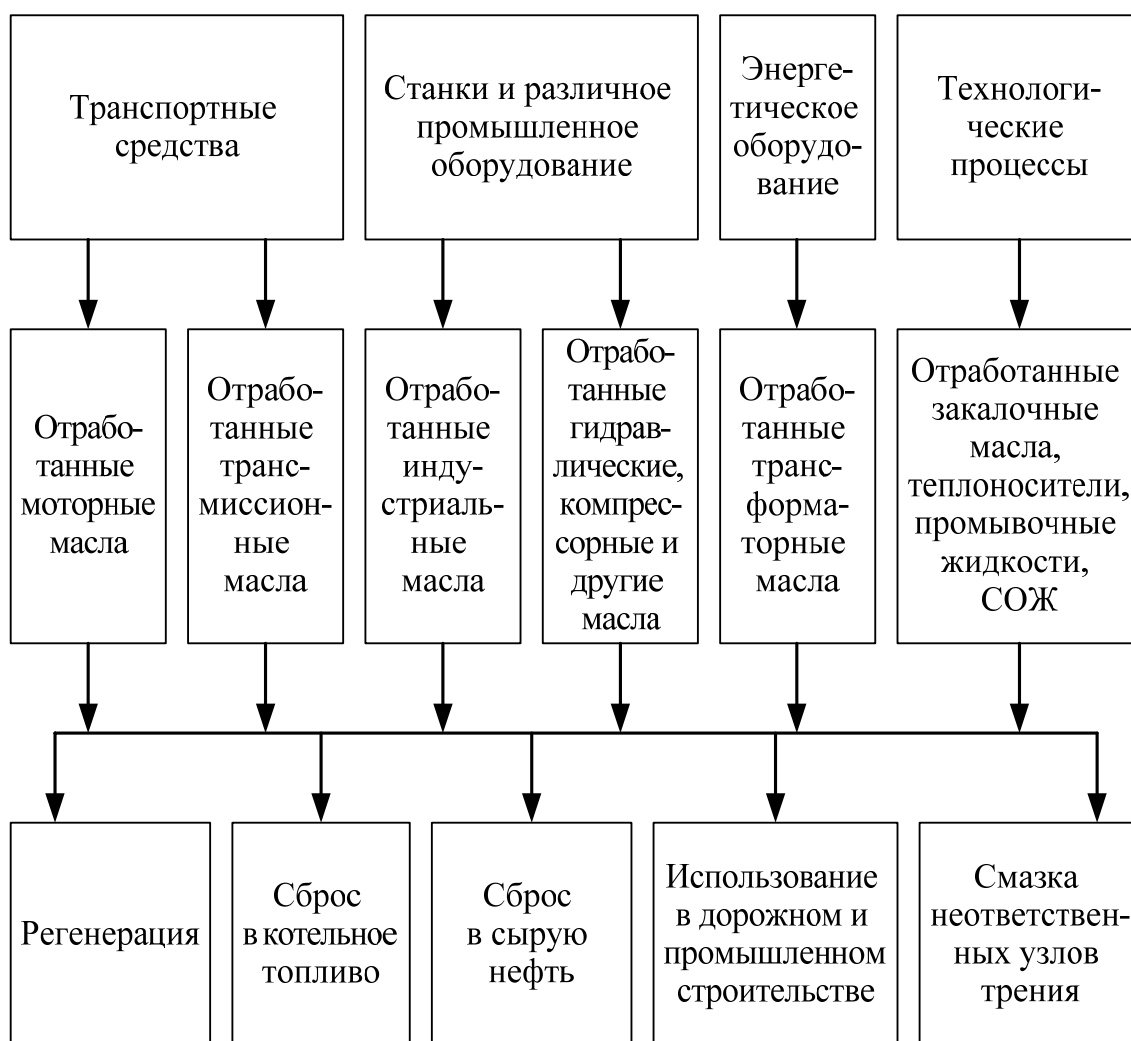 Транспортные
средства
Станки и различное
промышленное
оборудование
Энерге-
тическое
оборудо-
вание
Технологи-
ческие
процессы
Отрабо-
танные
моторные
масла
Отрабо-
танные
транс-
миссион-
ные
масла
Отрабо-
танные
инду-
стриаль-
ные
масла
Отрабо-
танные
гидрав-
лические,
компрес-
сорные и
другие
масла
Отрабо-
танные
транс-
форма-
торные
масла
Отработанные
закалочные
масла,
теплоносители,
промывочные
жидкости,
СОЖ
Регенерация
Сброс
в котельное
топливо
Сброс
в сырую
нефть
Использование
в дорожном и
промышленном
строительстве
Смазка
неответствен-
ных узлов
трения